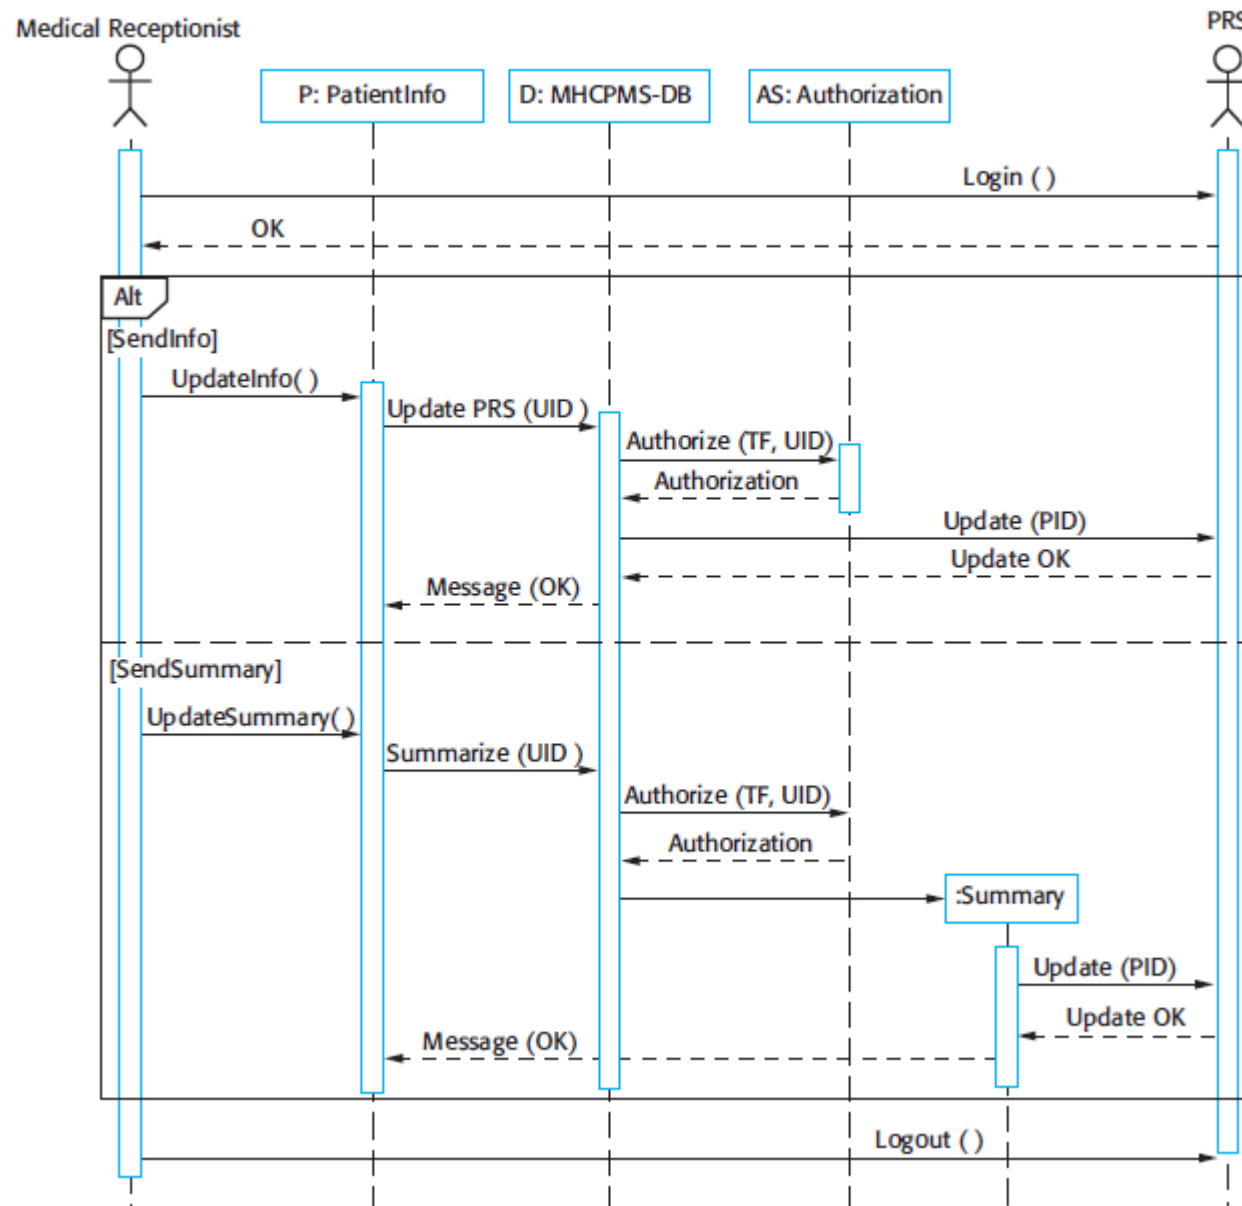 Medical Receptionist
PRS
P: PatientInfo
D: MHCPMS-DB
AS: Authorization
Login ( )
OK
Alt
[SendInfo]
UpdateInfo( )
Update PRS (UID )
Authorize (TF, UID)
Authorization
Update (PID)
Update OK
Message (OK)
[SendSummary]
UpdateSummary( )
Summarize (UID )
Authorize (TF, UID)
Authorization
:Summary
Update (PID)
Update OK
Message (OK)
Logout ( )